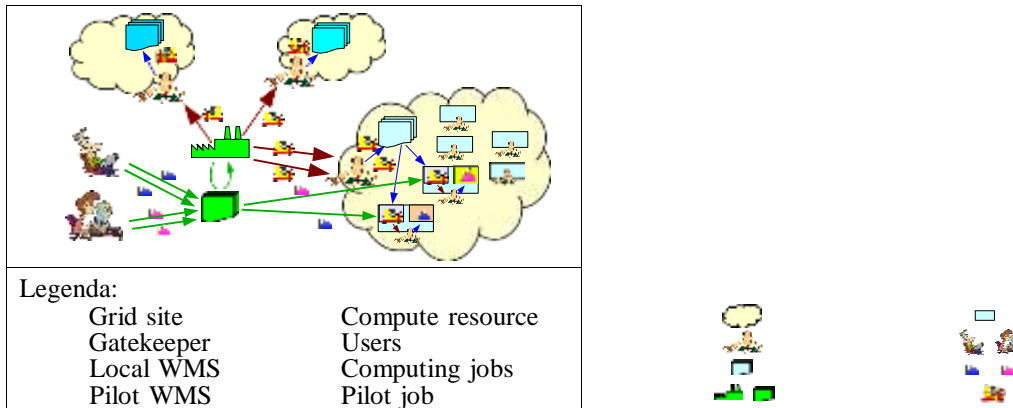 Legenda:
Grid site Compute resource
Gatekeeper Users
Local WMS Computing jobs
Pilot WMS Pilot job